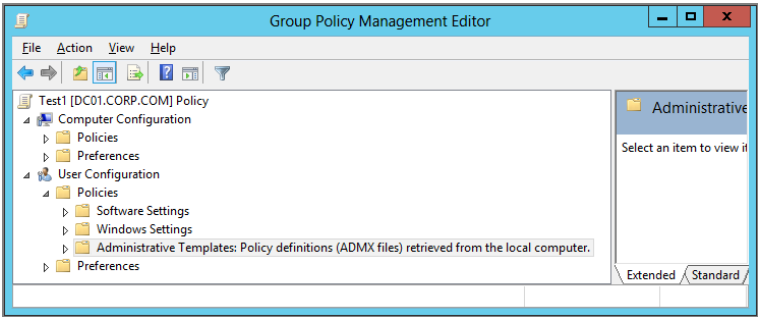 Group Policy Management Editor
File Action View Help
Test1 [DC01.CORP.COM] Policy
Computer Configuration
Policies
Preferences
User Configuration
Policies
Software Settings
Windows Settings
Administrative Templates: Policy definitions (ADMX files) retrieved from the local computer.
Preferences
Administrative
Select an item to view it
Extended Standard